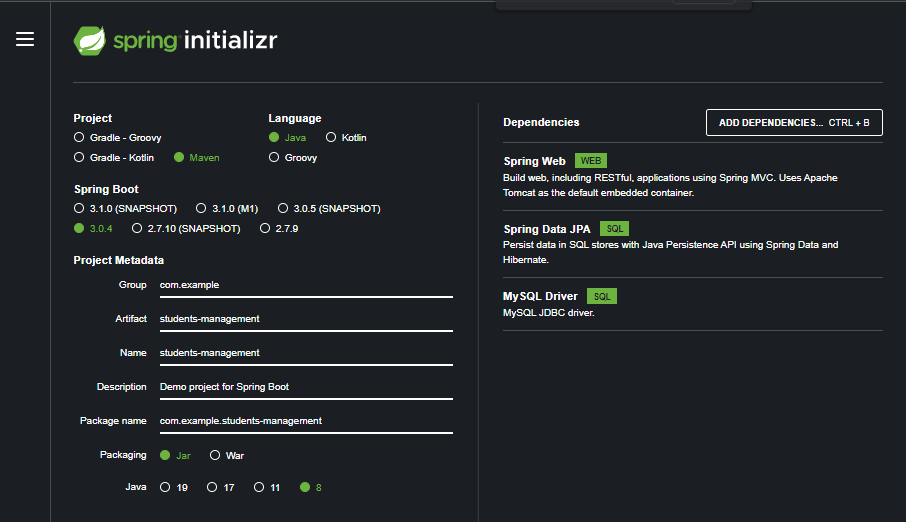 spring initializr
Project
Gradle - Groovy
Gradle - Kotlin Maven
Language
Java Kotlin
Groovy
Spring Boot
3.1.0 (SNAPSHOT) 3.1.0 (M1) 3.0.5 (SNAPSHOT)
3.0.4 2.7.10 (SNAPSHOT) 2.7.9
Project Metadata
Group com.example
Artifact students-management
Name students-management
Description Demo project for Spring Boot
Package name com.example.students-management
Packaging Jar War
Java 19 17 11 8
Dependencies ADD DEPENDENCIES... CTRL + B
Spring Web WEB
Build web, including RESTful, applications using Spring MVC. Uses Apache
Tomcat as the default embedded container.
Spring Data JPA SQL
Persist data in SQL stores with Java Persistence API using Spring Data and
Hibernate.
MySQL Driver SQL
MySQL JDBC driver.